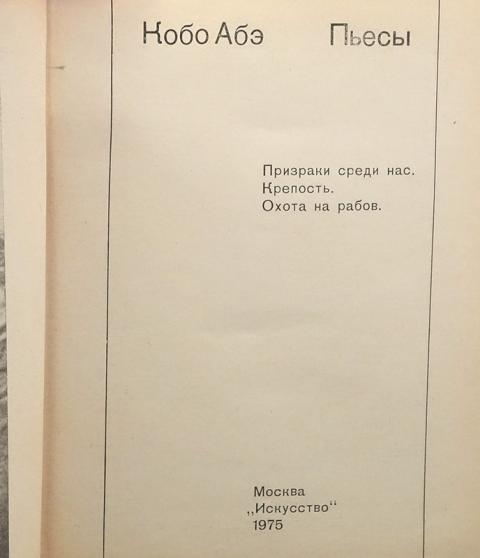 Кобо Абэ Пьесы
Призраки среди нас.
Крепость.
Охота на рабов.
Москва
„Искусство“
1975